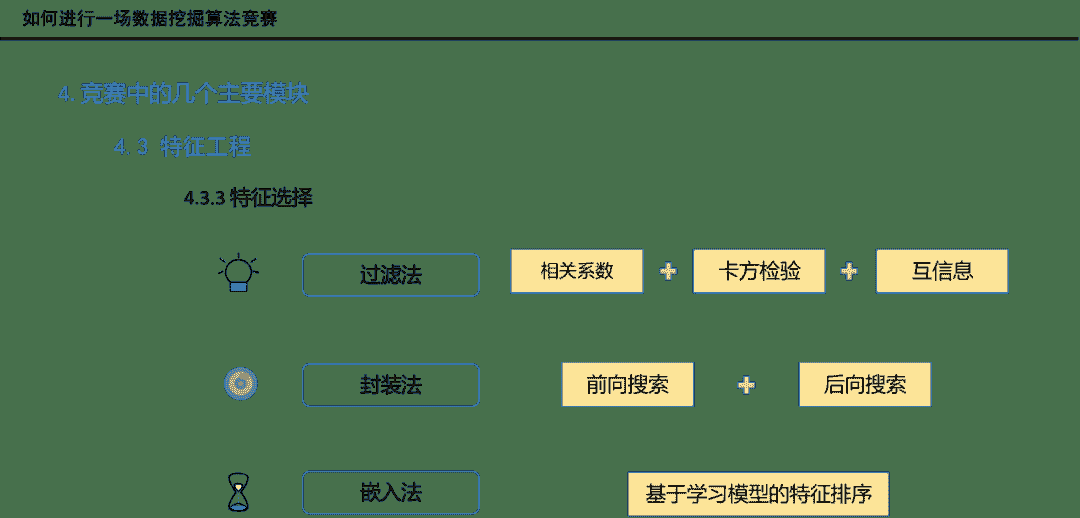 如何进行一场数据挖掘算法竞赛
4. 竞赛中的几个主要模块
4. 3 特征工程
4.3.3 特征选择
过滤法 相关系数 + 卡方检验 + 互信息
封装法 前向搜索 + 后向搜索
嵌入法 基于学习模型的特征排序